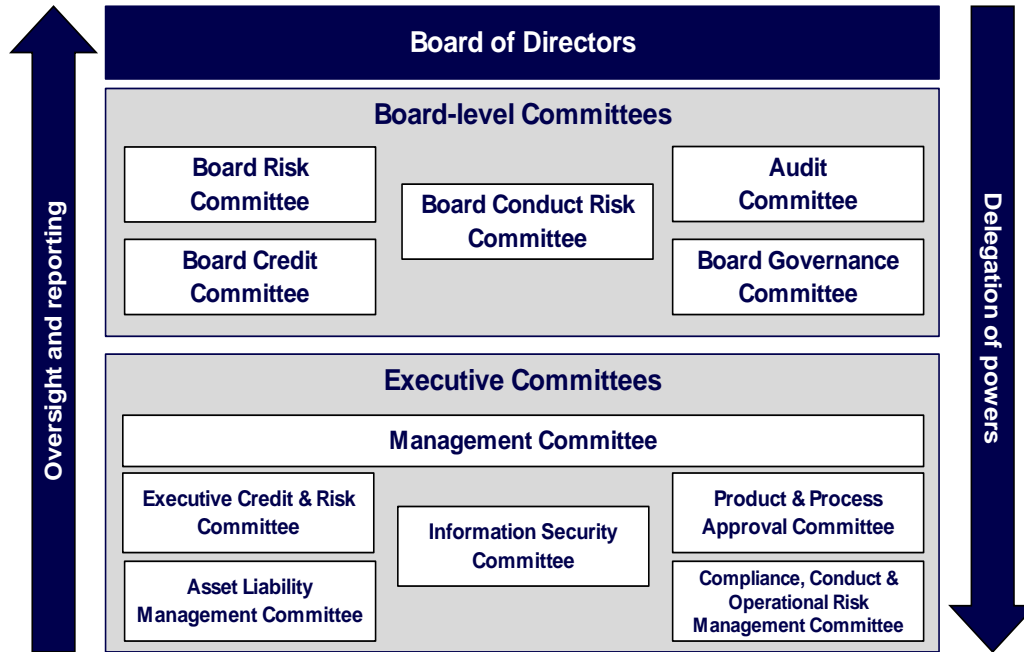 Board of Directors
Board-level Committees
Board Risk
Committee
Board Conduct Risk
Committee
Audit
Committee
Board Credit
Committee
Board Governance
Committee
Executive Committees
Management Committee
Executive Credit & Risk
Committee
Information Security
Committee
Product & Process
Approval Committee
Asset Liability
Management Committee
Compliance, Conduct &
Operational Risk
Management Committee
Oversight and reporting
Delegation of powers